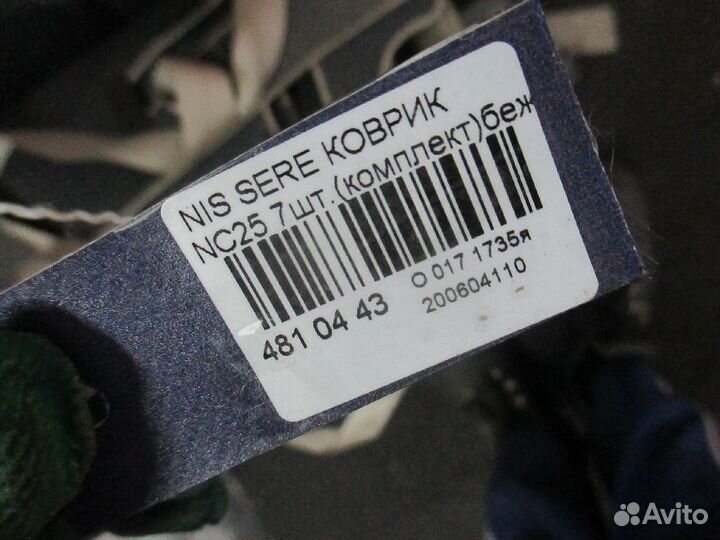 NIS SERE КОВРИК
NC25 7шт.(комплект)беж
481 04 43
О 017 1735я
200604110
Avito